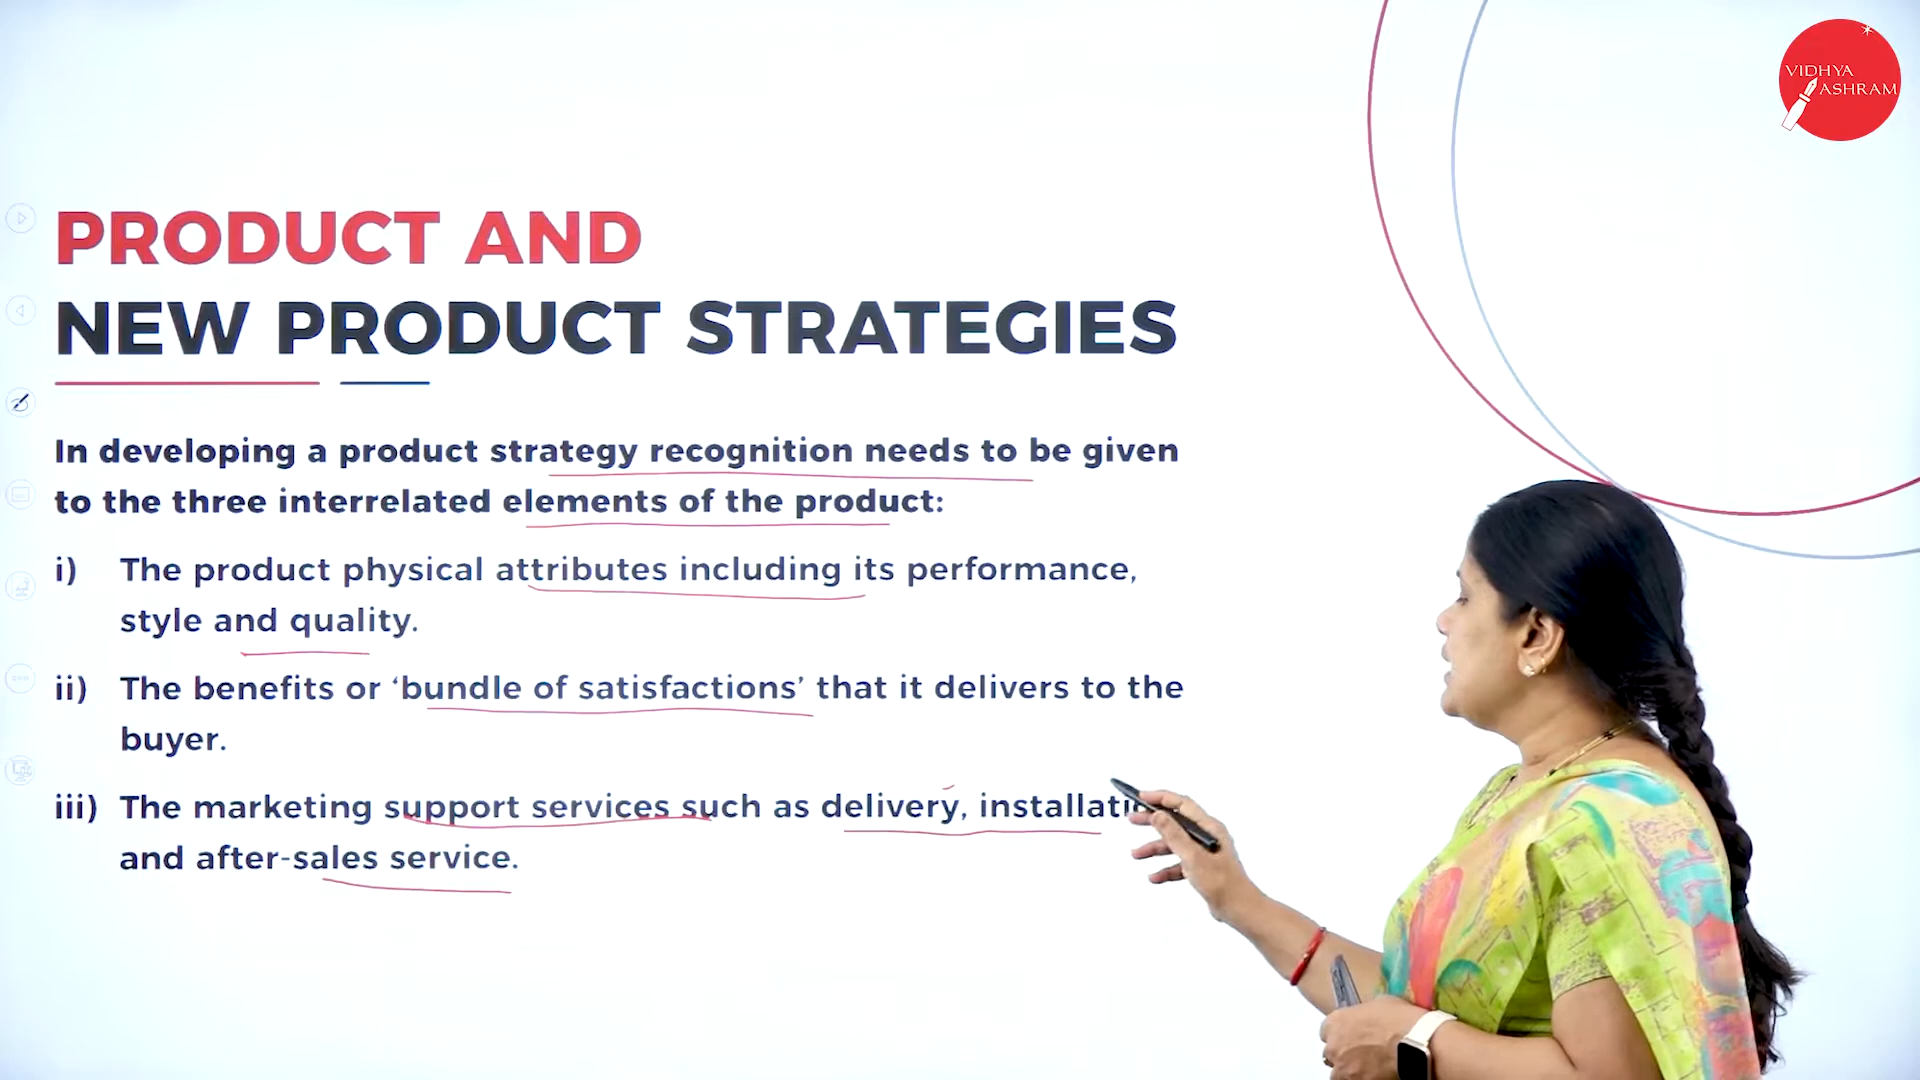 VIDHYA
ASHRAM
PRODUCT AND
NEW PRODUCT STRATEGIES
In developing a product strategy recognition needs to be given
to the three interrelated elements of the product:
i) The product physical attributes including its performance,
style and quality.
ii) The benefits or ‘bundle of satisfactions’ that it delivers to the
buyer.
iii) The marketing support services such as delivery,
and after-sales service.